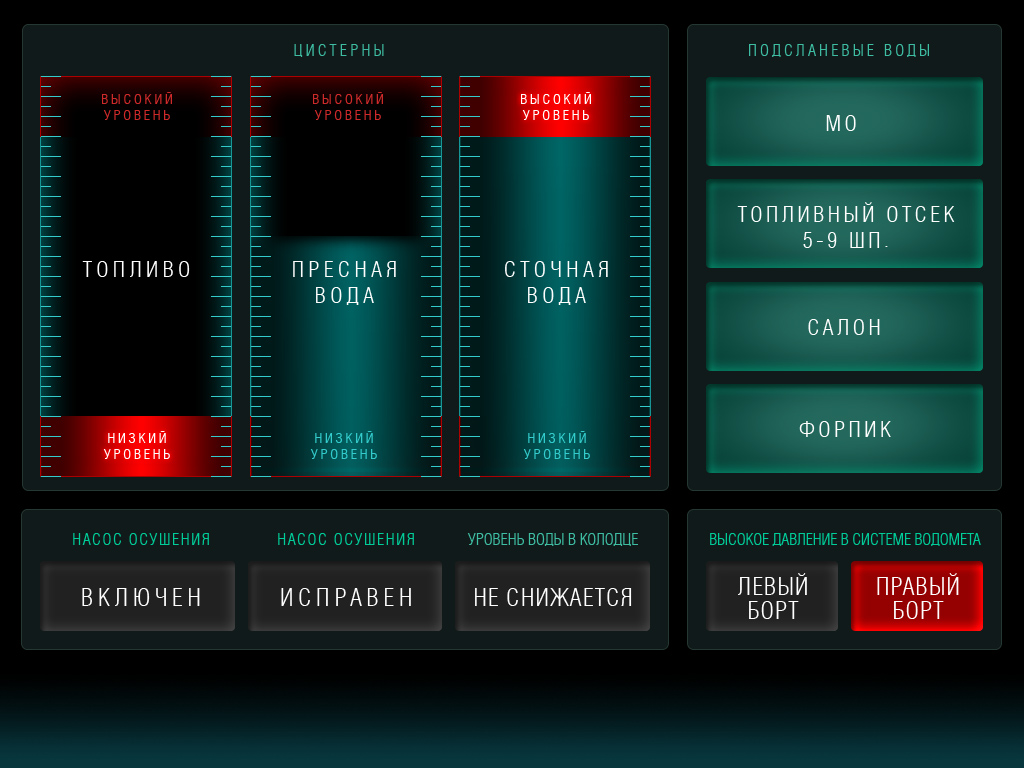 ЦИСТЕРНЫ
ВЫСОКИЙ
УРОВЕНЬ
ТОПЛИВО
НИЗКИЙ
УРОВЕНЬ
ВЫСОКИЙ
УРОВЕНЬ
ПРЕСНАЯ
ВОДА
НИЗКИЙ
УРОВЕНЬ
ВЫСОКИЙ
УРОВЕНЬ
СТОЧНАЯ
ВОДА
НИЗКИЙ
УРОВЕНЬ
ПОДСЛАНЕВЫЕ ВОДЫ
МО
ТОПЛИВНЫЙ ОТСЕК
5-9 ШП.
САЛОН
ФОРПИК
НАСОС ОСУШЕНИЯ
ВКЛЮЧЕН
НАСОС ОСУШЕНИЯ
ИСПРАВЕН
УРОВЕНЬ ВОДЫ В КОЛОДЦЕ
НЕ СНИЖАЕТСЯ
ВЫСОКОЕ ДАВЛЕНИЕ В СИСТЕМЕ ВОДОМЕТА
ЛЕВЫЙ
БОРТ
ПРАВЫЙ
БОРТ